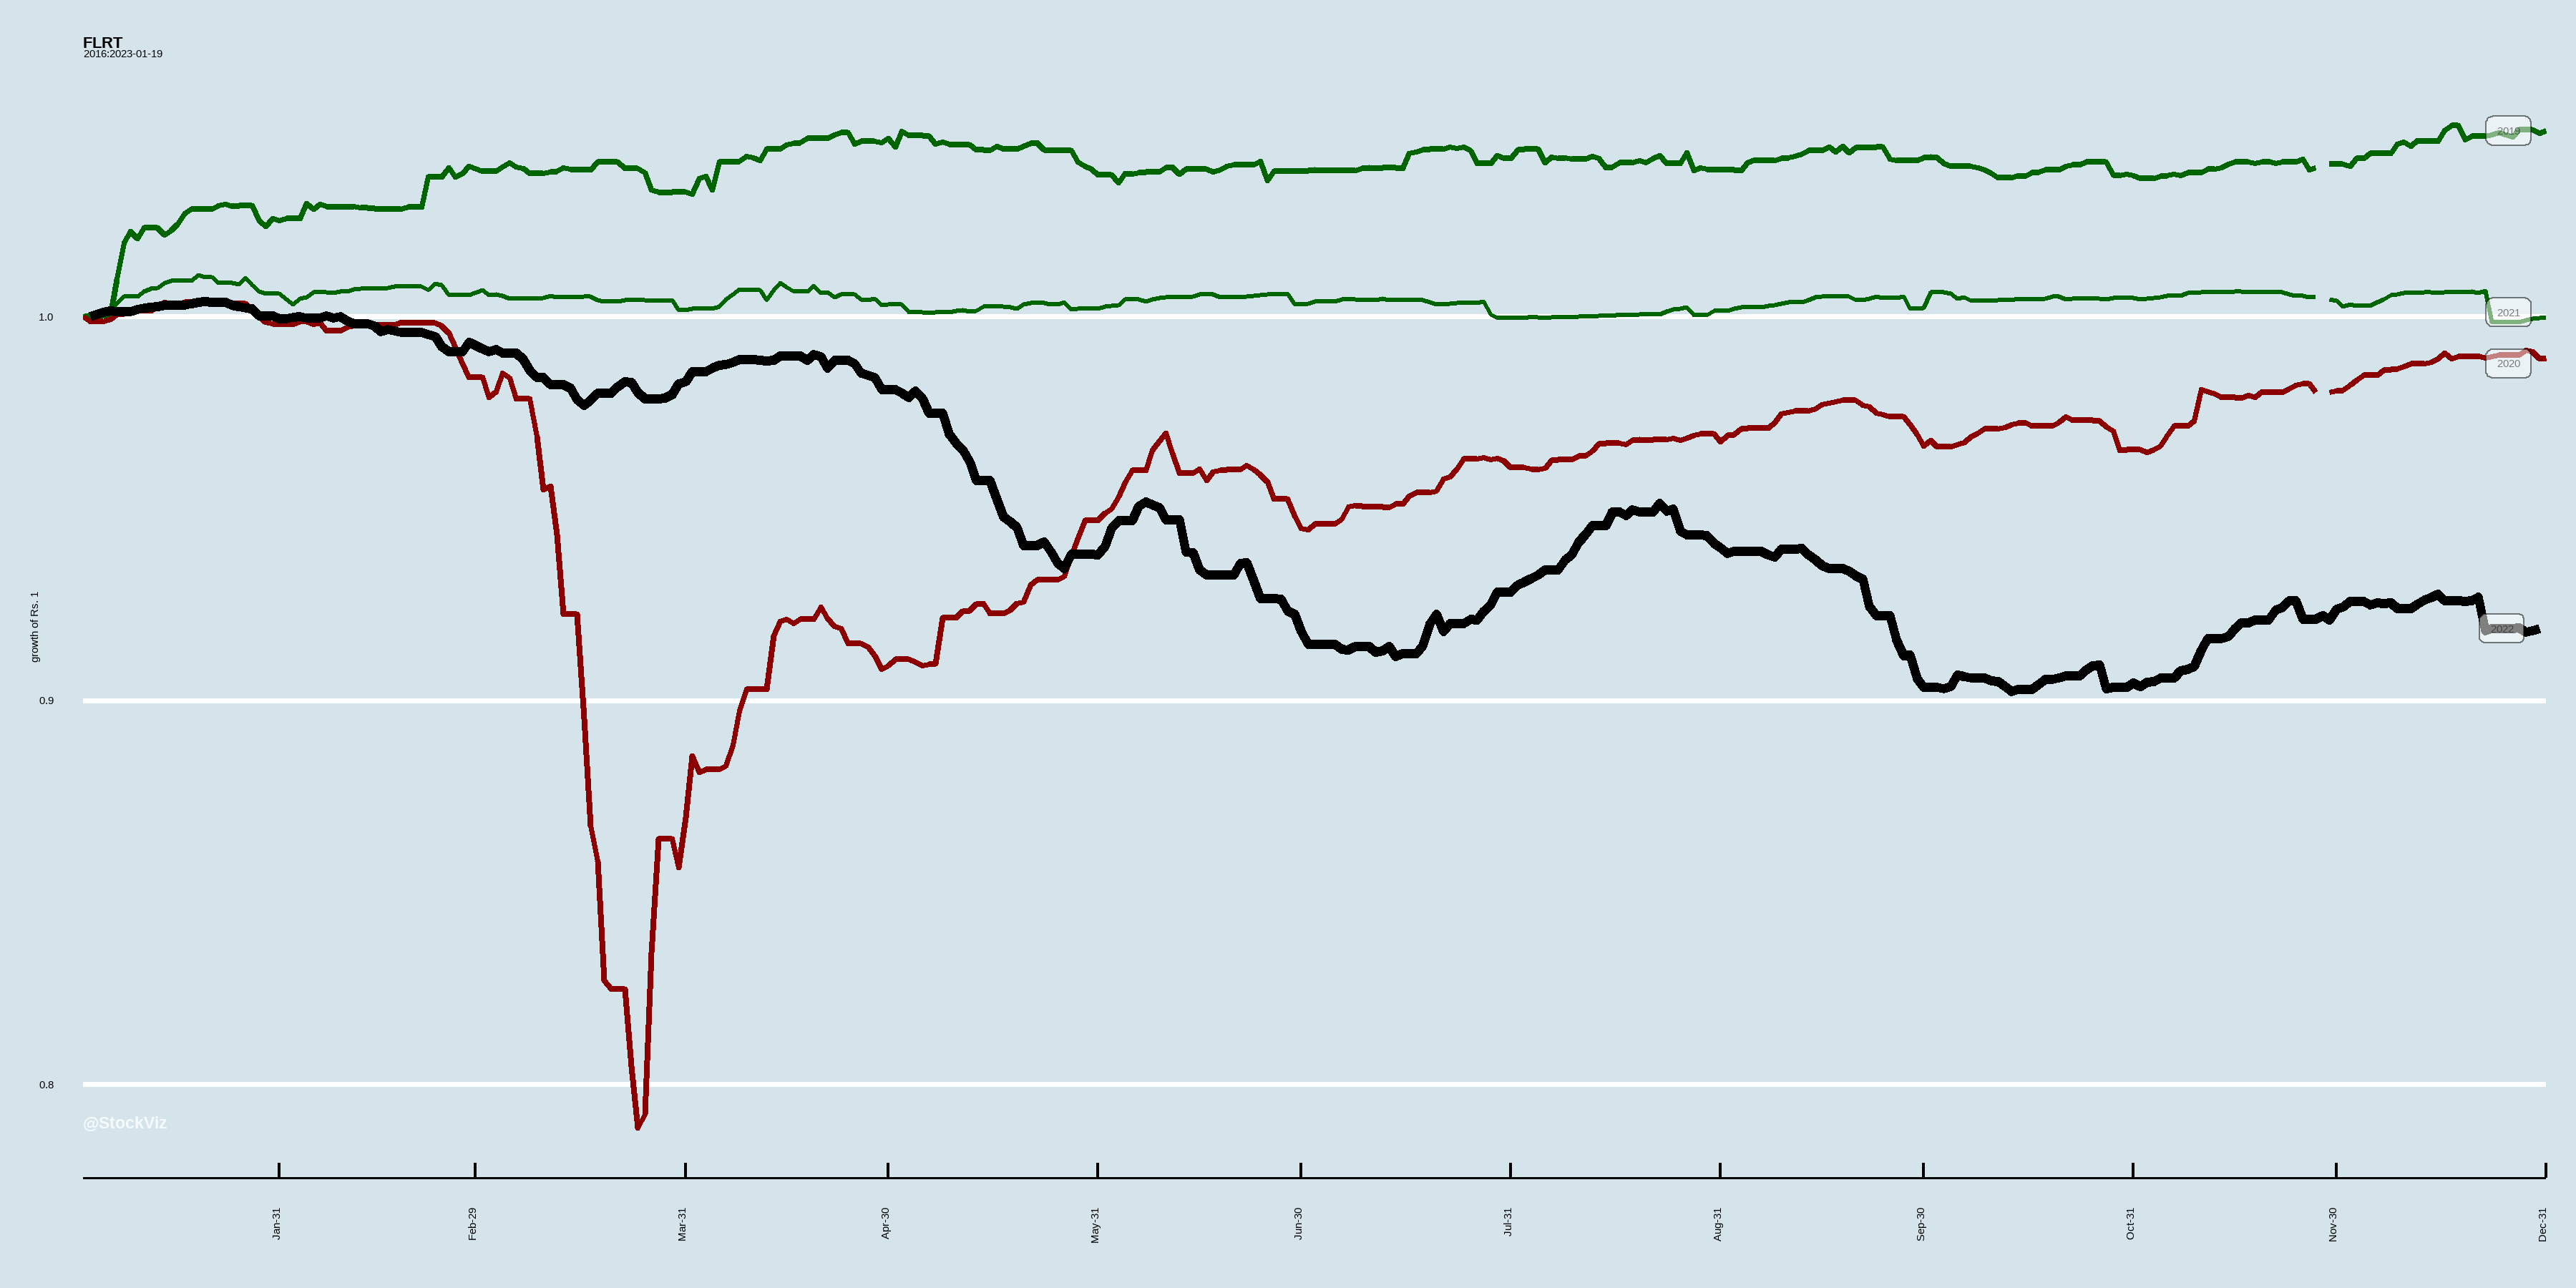 FLRT
2016:2023-01-19
2019
2021
2020
2022
1.0
0.9
0.8
growth of Rs. 1
@StockViz
Jan-31
Feb-29
Mar-31
Apr-30
May-31
Jun-30
Jul-31
Aug-31
Sep-30
Oct-31
Nov-30
Dec-31